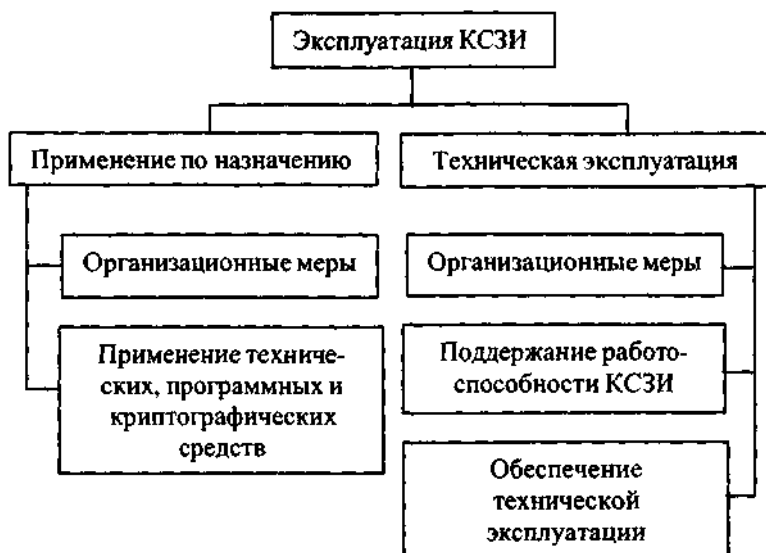 Эксплуатация КСЗИ
Применение по назначению
Организационные меры
Применение техниче-
ских, программных и
криптографических
средств
Техническая эксплуатация
Организационные меры
Поддержание работо-
способности КСЗИ
Обеспечение
технической
эксплуатации